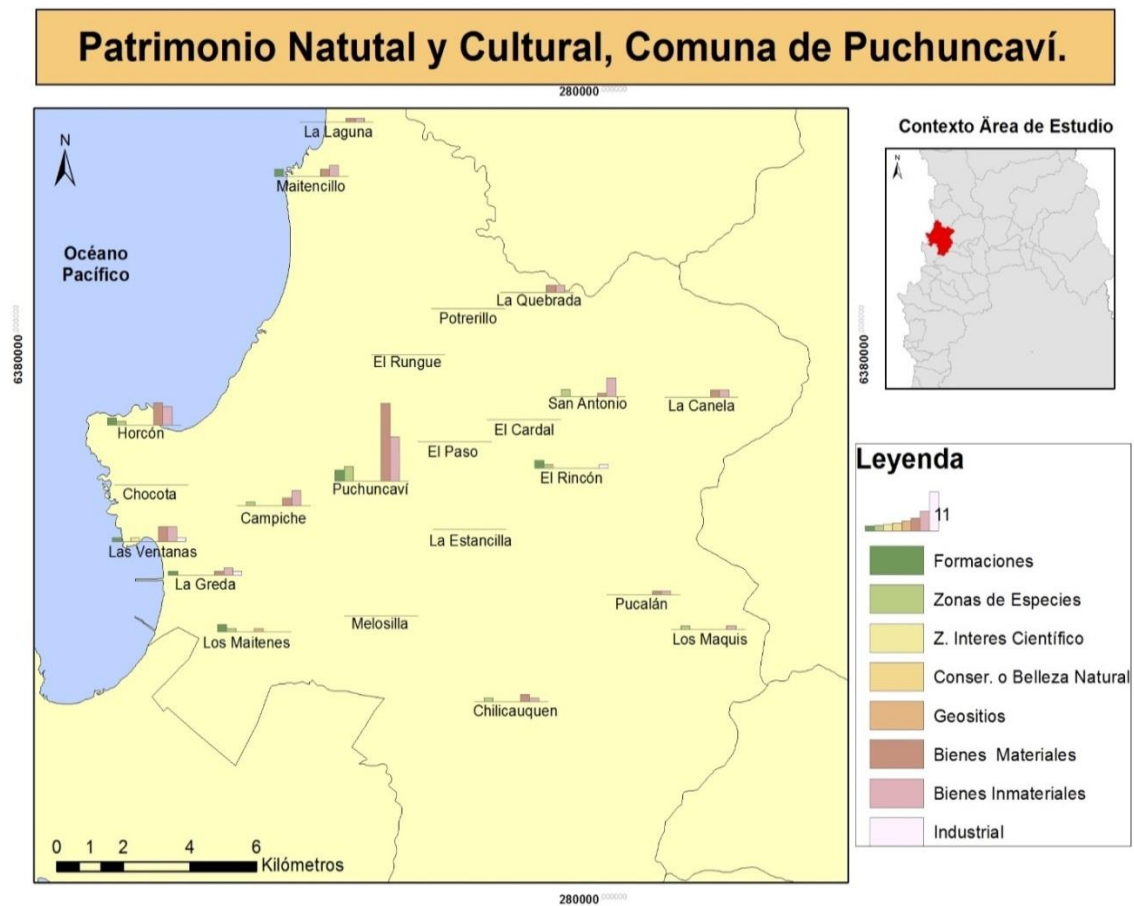 Patrimonio Natutal y Cultural, Comuna de Puchuncaví.
280000
La Laguna
N
Maitencillo
Océano
Pacífico
La Quebrada
Potrerillo
6380000
El Rungue
San Antonio
La Canela
Horcón
El Cardal
El Paso
El Rincón
Puchuncaví
Chocota
Campiche
La Estancilla
Las Ventanas
La Greda
Pucalán
Melosilla
Los Maitenes
Los Maquis
Chilicauquen
0 1 2 4 6
Kilómetros
280000
Contexto Ärea de Estudio
N
6380000
Leyenda
11
Formaciones
Zonas de Especies
Z. Interes Científico
Conser. o Belleza Natural
Geositios
Bienes Materiales
Bienes Inmateriales
Industrial